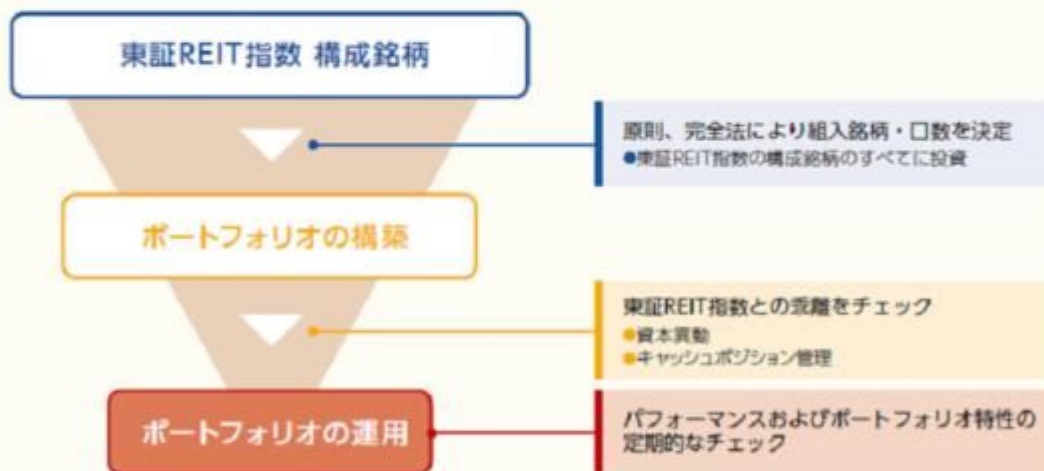 東証REIT指数 構成銘柄
原則、完全法により組入銘柄・口数を決定
●東証REIT指数の構成銘柄のすべてに投資
ポートフォリオの構築
東証REIT指数との乖離をチェック
●資本異動
●キャッシュポジション管理
ポートフォリオの運用
パフォーマンスおよびポートフォリオ特性の
定期的なチェック